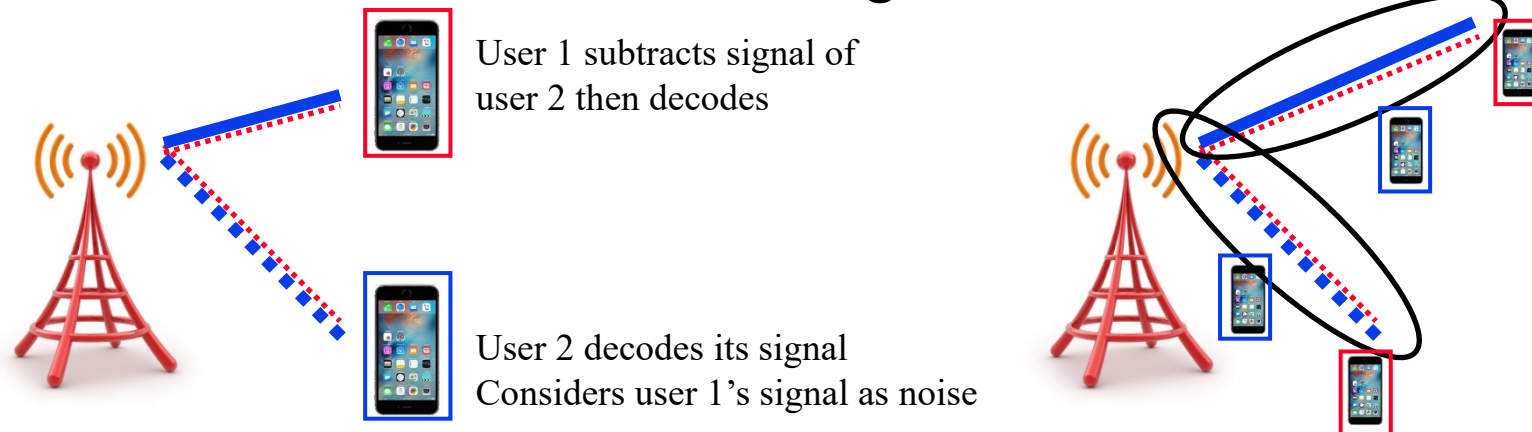 User 1 subtracts signal of
user 2 then decodes
User 2 decodes its signal
Considers user 1’s signal as noise